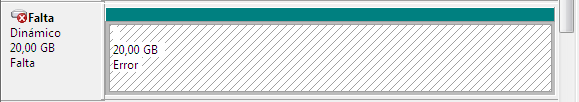 Falta
Dinámico
20,00 GB
Falta
20,00 GB
Error